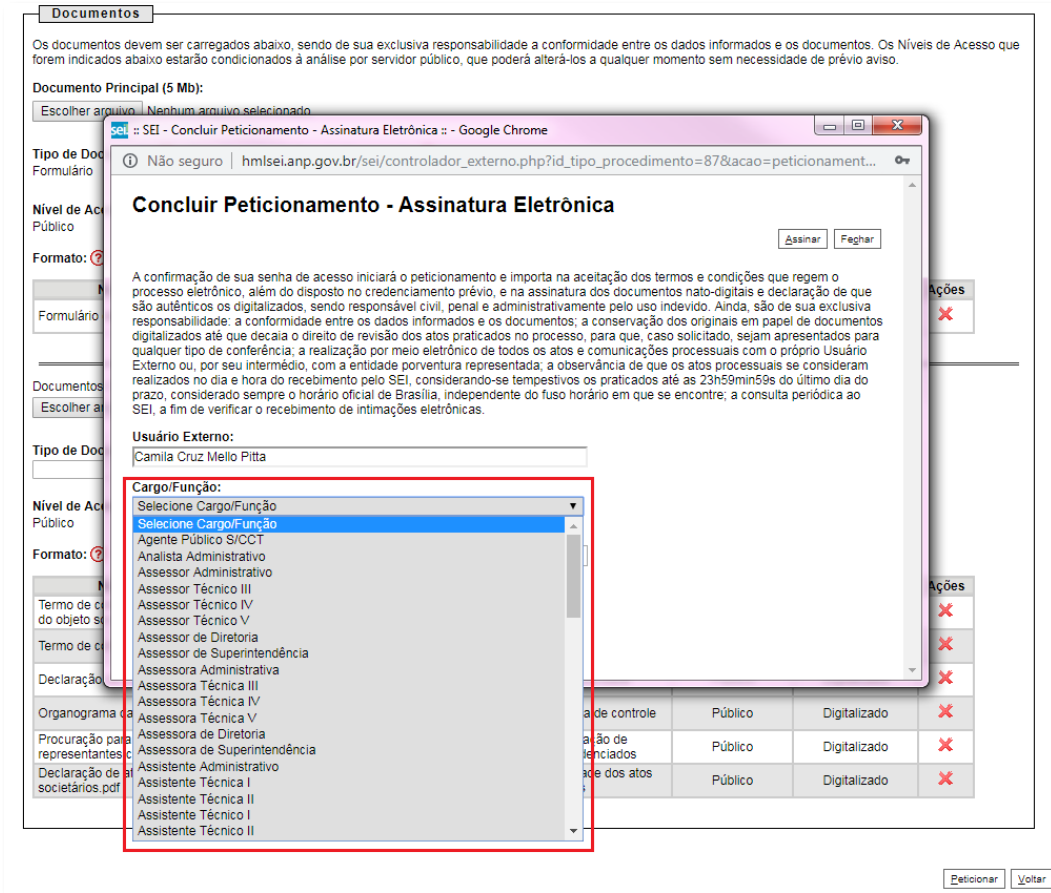 Documentos
Os documentos devem ser carregados abaixo, sendo de sua exclusiva responsabilidade a conformidade entre os dados informados e os documentos. Os Níveis de Acesso que
forem indicados abaixo estarão condicionados à análise por servidor público, que poderá alterá-los a qualquer momento sem necessidade de prévio aviso.
Documento Principal (5 Mb):
Escolher arquivo Nenhum arquivo selecionado
sei :: SEI - Concluir Peticionamento - Assinatura Eletrônica :: - Google Chrome
Não seguro | hmlsei.anp.gov.br/sei/controlador_externo.php?id_tipo_procedimento=87&acao=peticionament...
Tipo de Doc
Formulário
Nível de Ac
Público
Formato:
Ações
Formulário
Concluir Peticionamento - Assinatura Eletrônica
Assinar Fechar
A confirmação de sua senha de acesso iniciará o peticionamento e importa na aceitação dos termos e condições que regem o
processo eletrônico, além do disposto no credenciamento prévio, e na assinatura dos documentos nato-digitais e declaração de que
são autênticos os digitalizados, sendo responsável civil, penal e administrativamente pelo uso indevido. Ainda, são de sua exclusiva
responsabilidade: a conformidade entre os dados informados e os documentos; a conservação dos originais em papel de documentos
digitalizados até que decaia o direito de revisão dos atos praticados no processo, para que, caso solicitado, sejam apresentados para
qualquer tipo de conferência; a realização por meio eletrônico de todos os atos e comunicações processuais com o próprio Usuário
Externo ou, por seu intermédio, com a entidade porventura representada; a observância de que os atos processuais se consideram
realizados no dia e hora do recebimento pelo SEI, considerando-se tempestivos os praticados até as 23h59min59s do último dia do
prazo, considerado sempre o horário oficial de Brasília, independente do fuso horário em que se encontre; a consulta periódica ao
SEI, a fim de verificar o recebimento de intimações eletrônicas.
Usuário Externo:
Camila Cruz Mello Pitta
Cargo/Função:
Selecione Cargo/Função
Selecione Cargo/Função
Agente Público S/CCT
Analista Administrativo
Assessor Administrativo
Assessor Técnico III
Assessor Técnico IV
Assessor Técnico V
Assessor de Diretoria
Assessor de Superintendência
Assessora Administrativa
Assessora Técnica III
Assessora Técnica IV
Assessora Técnica V
Assessora de Diretoria
Assessora de Superintendência
Assistente Administrativo
Assistente Técnica I
Assistente Técnica II
Assistente Técnico I
Assistente Técnico II
Documentos
Escolher a
Tipo de Doc
Nível de Ac
Público
Formato:
Ações
Termo de c
do objeto so
Termo de c
Declaração
Organograma da a de controle Público Digitalizado
Procuração para ação de
representantes c denciados Público Digitalizado
Declaração de at ade dos atos
societários.pdf Público Digitalizado
Peticionar Voltar